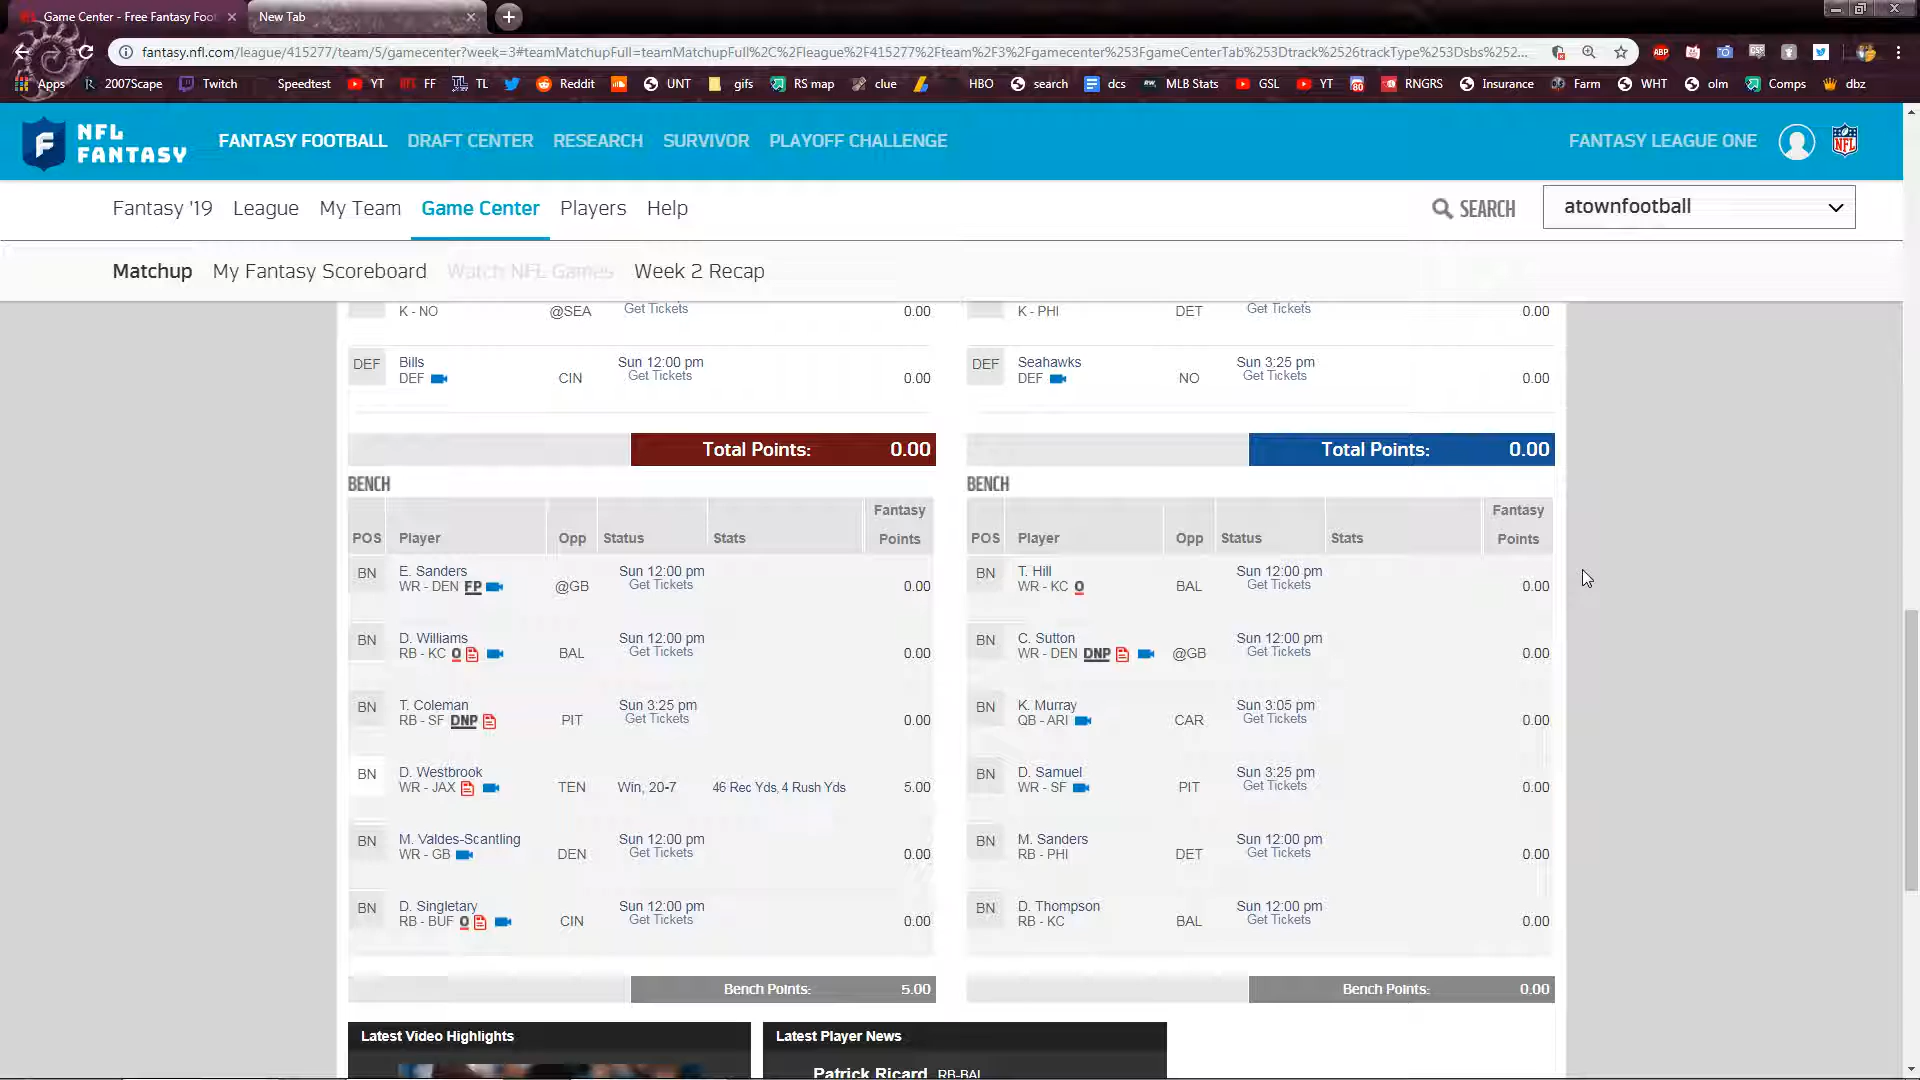 Game Center - Free Fantasy Foot
New Tab
fantasy.nfl.com/league/415277/team/5/gamecenter?week=3#teamMatchupFull=teamMatchupFull%2C%2Fleague%2F415277%2Fteam%2F3%2Fgamecenter%253FgameCenterTab%253Dtrack%2526trackType%253Dsbs%252...
ABP
Apps 2007Scape Twitch Speedtest YT FF TL Reddit UNT gifs RS map clue HBO search dcs MLB Stats GSL YT 80 RNGRS Insurance Farm WHT olm Comps dbz
NFL FANTASY
FANTASY FOOTBALL DRAFT CENTER RESEARCH SURVIVOR PLAYOFF CHALLENGE FANTASY LEAGUE ONE
Fantasy '19 League My Team Game Center Players Help SEARCH atownfootball
Matchup My Fantasy Scoreboard Watch NFL Games Week 2 Recap
K - NO @SEA Get Tickets 0.00
DEF Bills DEF CIN Sun 12:00 pm Get Tickets 0.00
Total Points: 0.00
BENCH
POS Player Opp Status Stats Fantasy Points
BN E. Sanders WR - DEN FP @GB Sun 12:00 pm Get Tickets 0.00
BN D. Williams RB - KC O BAL Sun 12:00 pm Get Tickets 0.00
BN T. Coleman RB - SF DNP PIT Sun 3:25 pm Get Tickets 0.00
BN D. Westbrook WR - JAX TEN Win, 20-7 46 Rec Yds, 4 Rush Yds 5.00
BN M. Valdes-Scantling WR - GB DEN Sun 12:00 pm Get Tickets 0.00
BN D. Singletary RB - BUF O CIN Sun 12:00 pm Get Tickets 0.00
Bench Points: 5.00
K - PHI DET Get Tickets 0.00
DEF Seahawks DEF NO Sun 3:25 pm Get Tickets 0.00
Total Points: 0.00
BENCH
POS Player Opp Status Stats Fantasy Points
BN T. Hill WR - KC O BAL Sun 12:00 pm Get Tickets 0.00
BN C. Sutton WR - DEN DNP @GB Sun 12:00 pm Get Tickets 0.00
BN K. Murray QB - ARI CAR Sun 3:05 pm Get Tickets 0.00
BN D. Samuel WR - SF PIT Sun 3:25 pm Get Tickets 0.00
BN M. Sanders RB - PHI DET Sun 12:00 pm Get Tickets 0.00
BN D. Thompson RB - KC BAL Sun 12:00 pm Get Tickets 0.00
Bench Points: 0.00
Latest Video Highlights
Latest Player News
Patrick Ricard RB-BAL